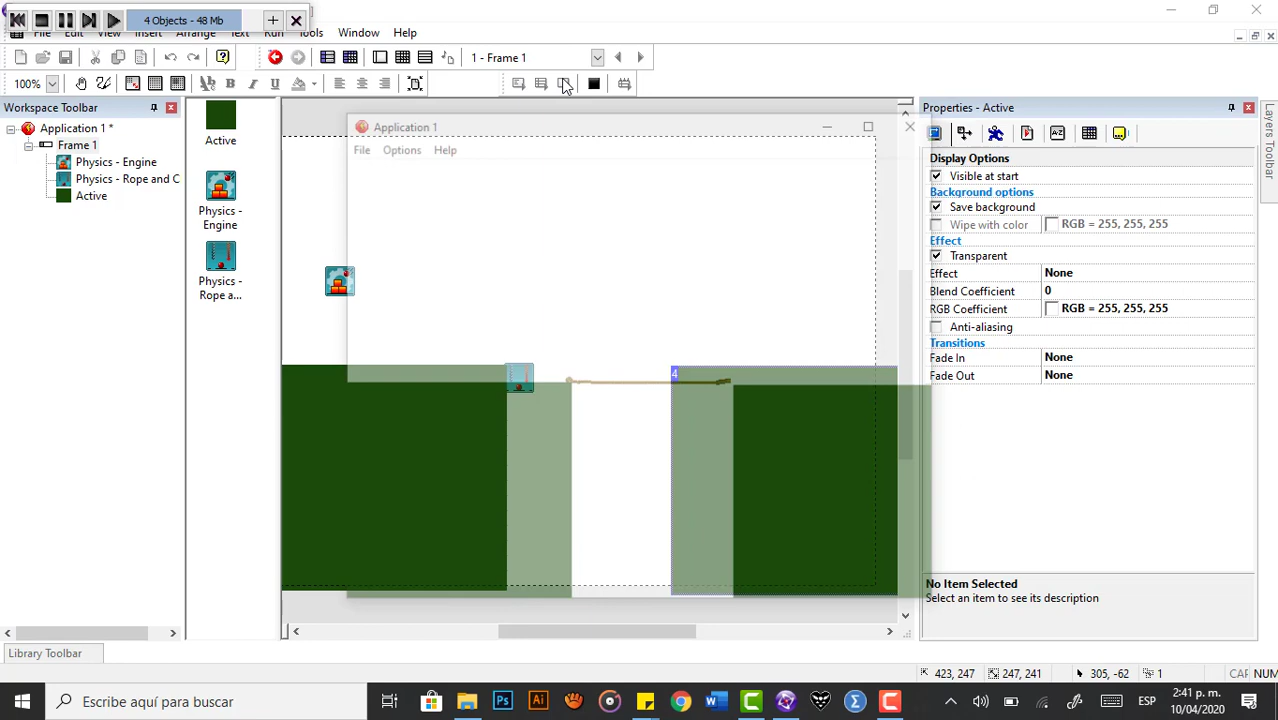 4 Objects - 48 Mb
File Edit View Insert Arrange Text Run Tools Window Help
1 - Frame 1
100%
Workspace Toolbar
Application 1 *
Frame 1
Physics - Engine
Physics - Rope and C
Active
Active
Physics -
Engine
Physics -
Rope a...
Application 1
File Options Help
4
Properties - Active
Display Options
Visible at start
Background options
Save background
Wipe with color RGB = 255, 255, 255
Effect
Transparent
Effect None
Blend Coefficient 0
RGB Coefficient RGB = 255, 255, 255
Anti-aliasing
Transitions
Fade In None
Fade Out None
No Item Selected
Select an item to see its description
Layers Toolbar
Library Toolbar
423, 247 247, 241 305, -62 1 CAP NUM
Escribe aquí para buscar
ESP
2:41 p. m.
10/04/2020